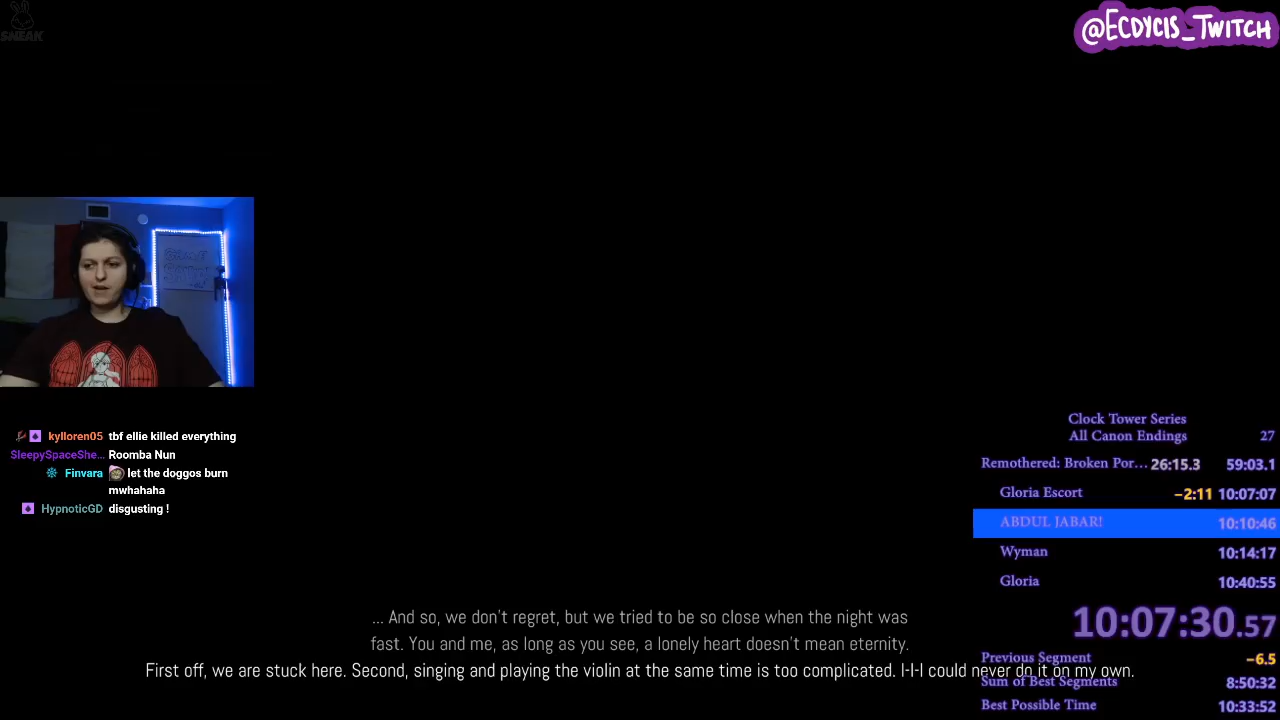 SNEAK
@ECDYCIS_TWITCH
kylloren05 tbf ellie killed everything
SleepySpaceShe... Roomba Nun
Finvara let the doggos burn
mwhahaha
HypnoticGD disgusting !
Clock Tower Series
All Canon Endings 27
Remothered: Broken Por... 26:15.3 59:03.1
Gloria Escort −2:11 10:07:07
ABDUL JABAR! 10:10:46
Wyman 10:14:17
Gloria 10:40:55
10:07:30.57
Previous Segment −6.5
Sum of Best Segments 8:50:32
Best Possible Time 10:33:52
... And so, we don't regret, but we tried to be so close when the night was
fast. You and me, as long as you see, a lonely heart doesn't mean eternity.
First off, we are stuck here. Second, singing and playing the violin at the same time is too complicated. I-I-I could never do it on my own.